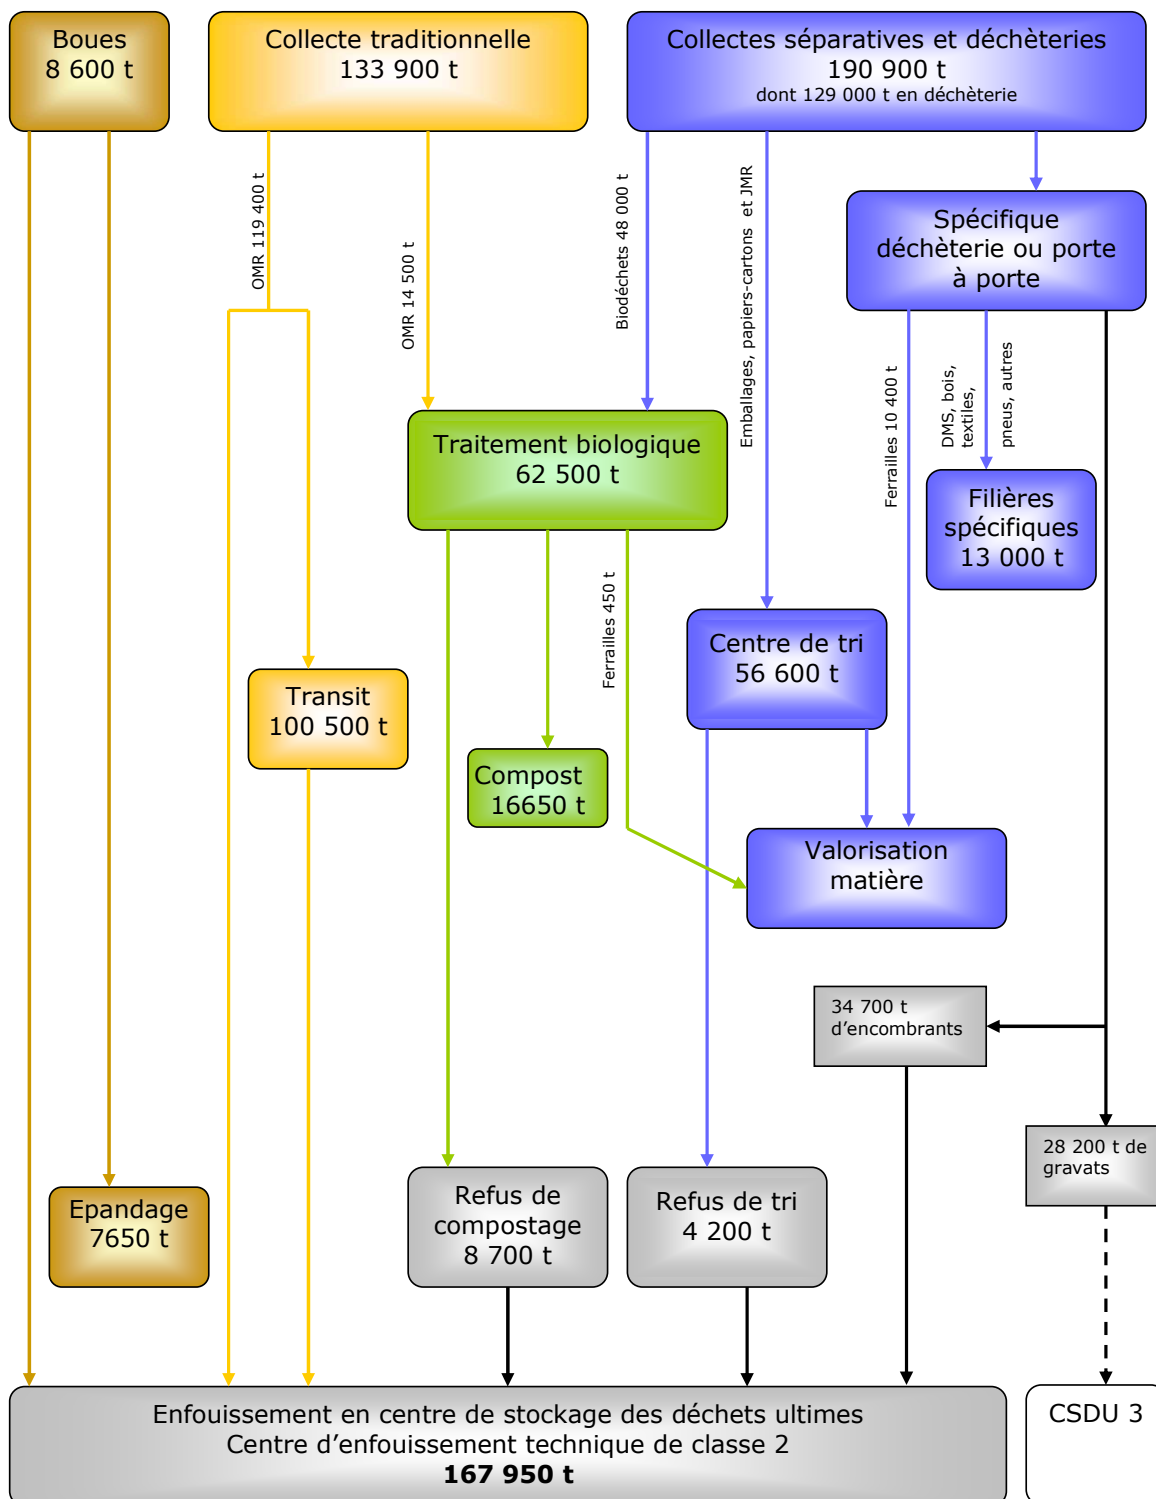 Boues
8 600 t
Collecte traditionnelle
133 900 t
Collectes séparatives et déchèteries
190 900 t
dont 129 000 t en déchèterie
OMR 119 400 t
OMR 14 500 t
Biodéchets 48 000 t
Emballages, papiers-cartons  et JMR
Spécifique
déchèterie ou porte
à porte
Ferrailles 10 400 t
DMS, bois,
textiles,
pneus, autres
Traitement biologique
62 500 t
Filières
spécifiques
13 000 t
Ferrailles 450 t
Centre de tri
56 600 t
Transit
100 500 t
Compost
16650 t
Valorisation
matière
34 700 t
d’encombrants
28 200 t de
gravats
Epandage
7650 t
Refus de
compostage
8 700 t
Refus de tri
4 200 t
Enfouissement en centre de stockage des déchets ultimes
Centre d’enfouissement technique de classe 2
167 950 t
CSDU 3